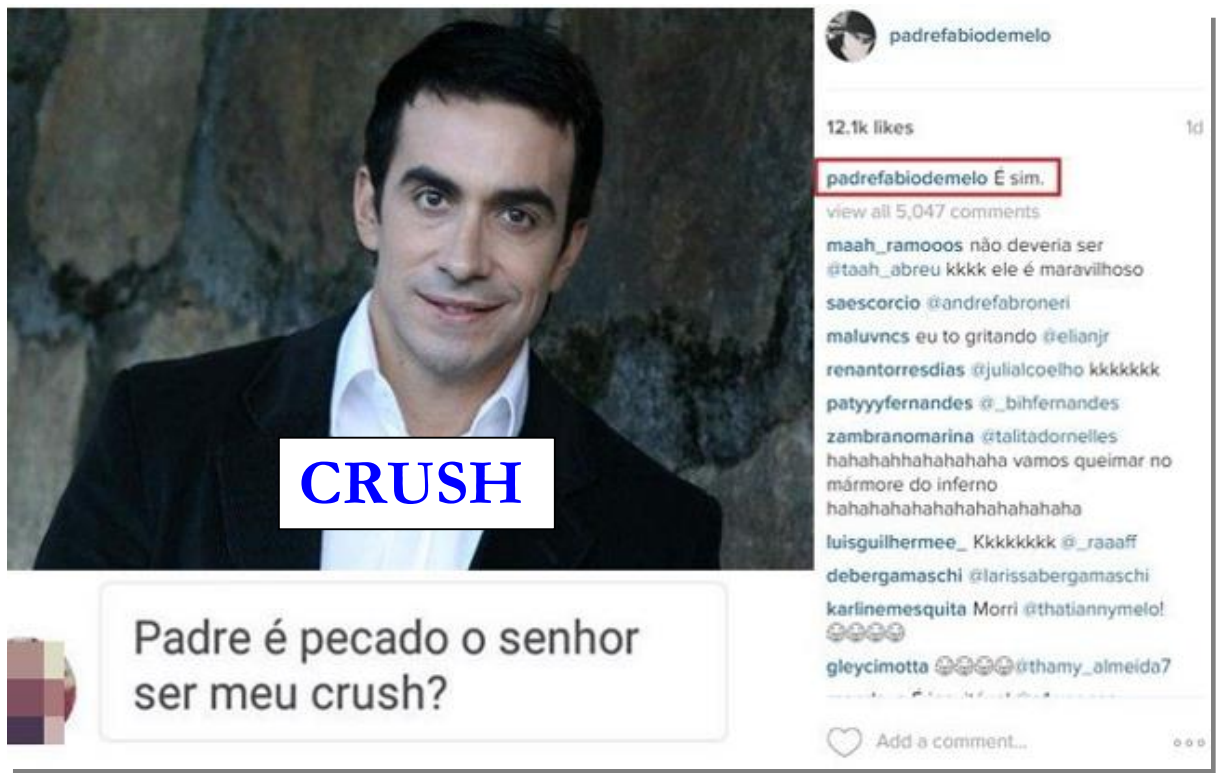 CRUSH
Padre é pecado o senhor
ser meu crush?
padrefabiodemelo
12.1k likes 1d
padrefabiodemelo É sim.
view all 5,047 comments
maah_ramooos não deveria ser
@taah_abreu kkkk ele é maravilhoso
saescorcio @andrefabroneri
maluvncs eu to gritando @elianjr
renantorresdias @julialcoelho kkkkkkk
patyyyfernandes @_bihfernandes
zambranomarina @talitadornelles
hahahahhahahahaha vamos queimar no
mármore do inferno
hahahahahahahahahahahaha
luisguilhermee_ Kkkkkkkk @_raaaff
debergamaschi @larissabergamaschi
karlinemesquita Morri @thatiannymelo!
gleycimotta @thamy_almeida7
Add a comment...